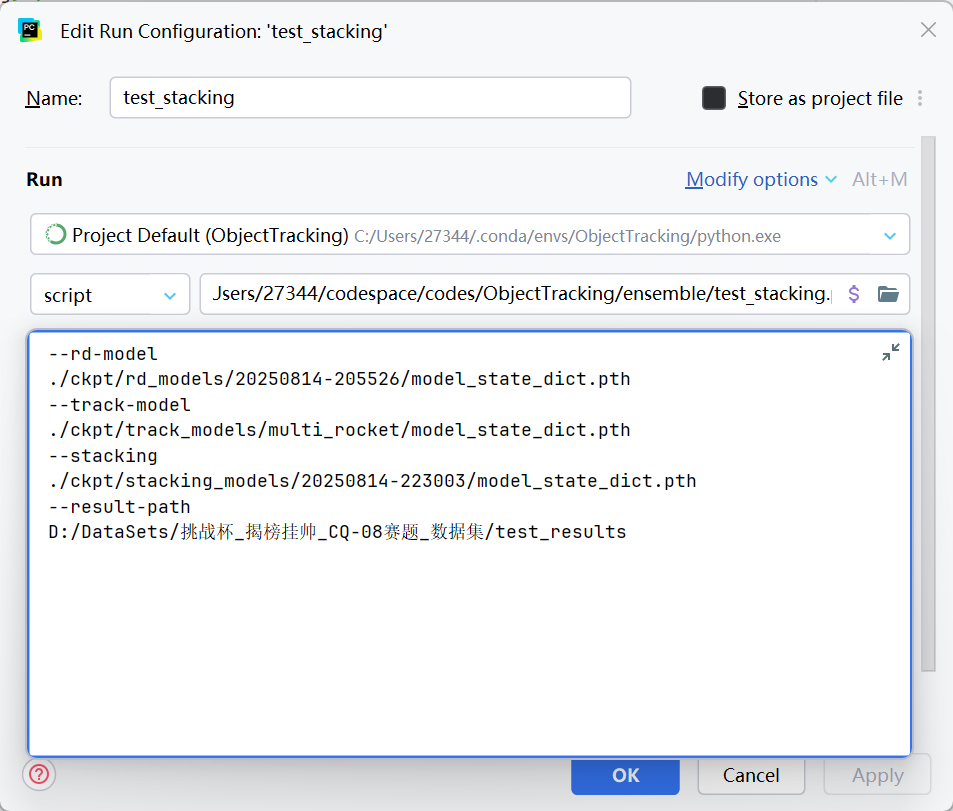 Edit Run Configuration: 'test_stacking'
Name: test_stacking Store as project file
Run Modify options Alt+M
Project Default (ObjectTracking) C:/Users/27344/.conda/envs/ObjectTracking/python.exe
script Jsers/27344/codespace/codes/ObjectTracking/ensemble/test_stacking. $
--rd-model
./ckpt/rd_models/20250814-205526/model_state_dict.pth
--track-model
./ckpt/track_models/multi_rocket/model_state_dict.pth
--stacking
./ckpt/stacking_models/20250814-223003/model_state_dict.pth
--result-path
D:/DataSets/挑战杯_揭榜挂帅_CQ-08赛题_数据集/test_results
? OK Cancel Apply